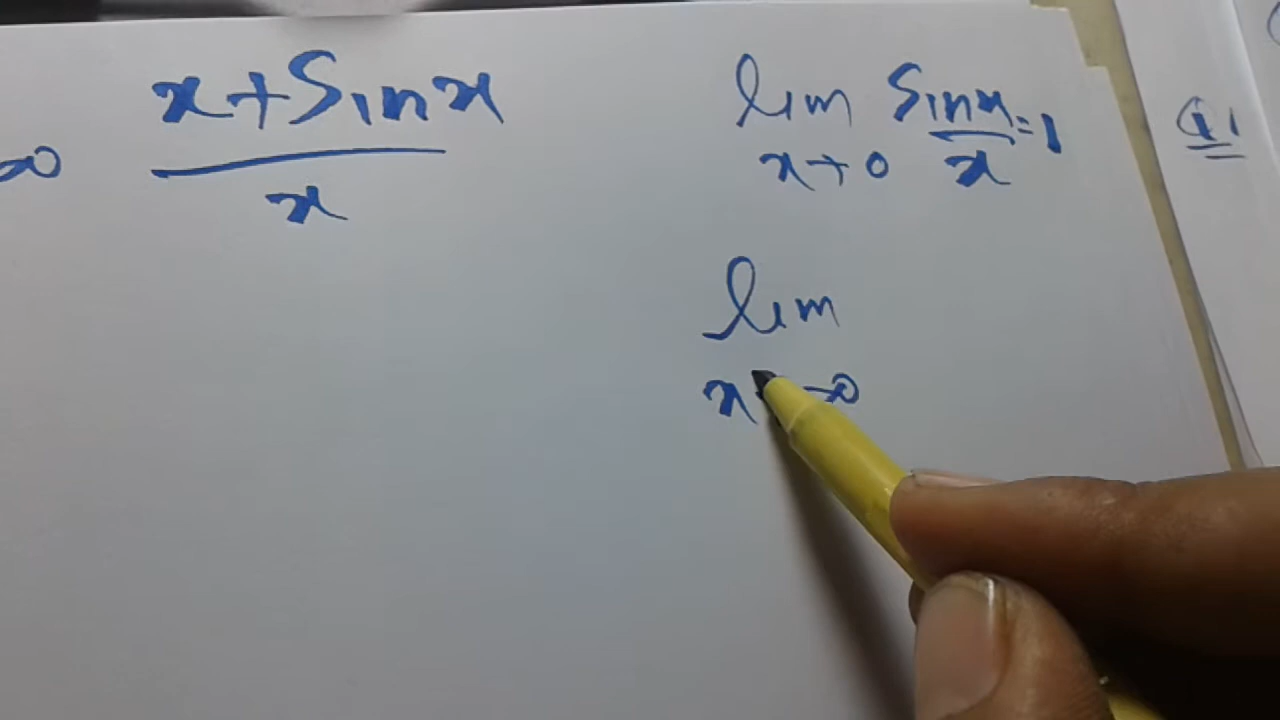 ∞ x+Sinx / x
lim x→0 Sinx / x = 1
lim x→∞